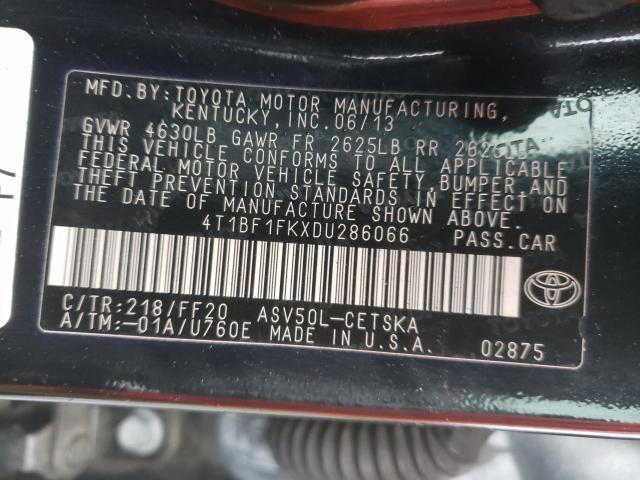 MFD. BY: TOYOTA MOTOR MANUFACTURING,
KENTUCKY, INC. 06/13
GVWR 4630LB GAWR FR 2625LB RR
THIS VEHICLE CONFORMS TO ALL APPLICABLE
FEDERAL MOTOR VEHICLE SAFETY, BUMPER, AND
THEFT PREVENTION STANDARDS IN EFFECT ON
THE DATE OF MANUFACTURE SHOWN ABOVE.
4T1BF1FKXDU286066 PASS. CAR
C/TR: 218/FF20 ASV50L-CETSKA
A/TM: -01A/U760E MADE IN U.S.A. 02875